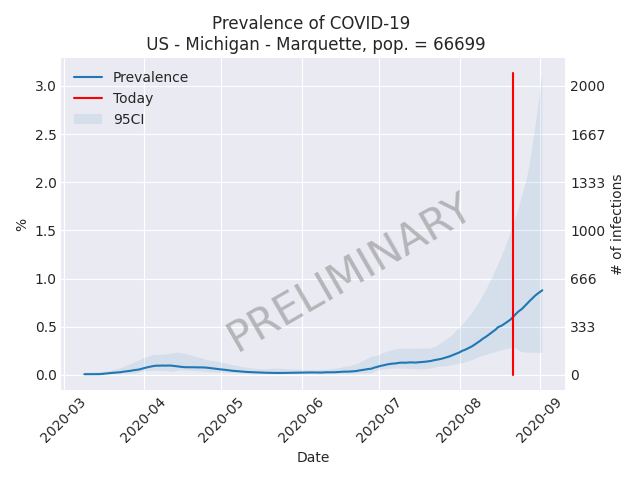 Prevalence of COVID-19
US - Michigan - Marquette, pop. = 66699
Prevalence
Today
95CI
3.0
2.5
2.0
1.5
1.0
0.5
0.0
%
2000
1667
1333
1000
666
333
0
# of infections
PRELIMINARY
2020-03
2020-04
2020-05
2020-06
2020-07
2020-08
2020-09
Date